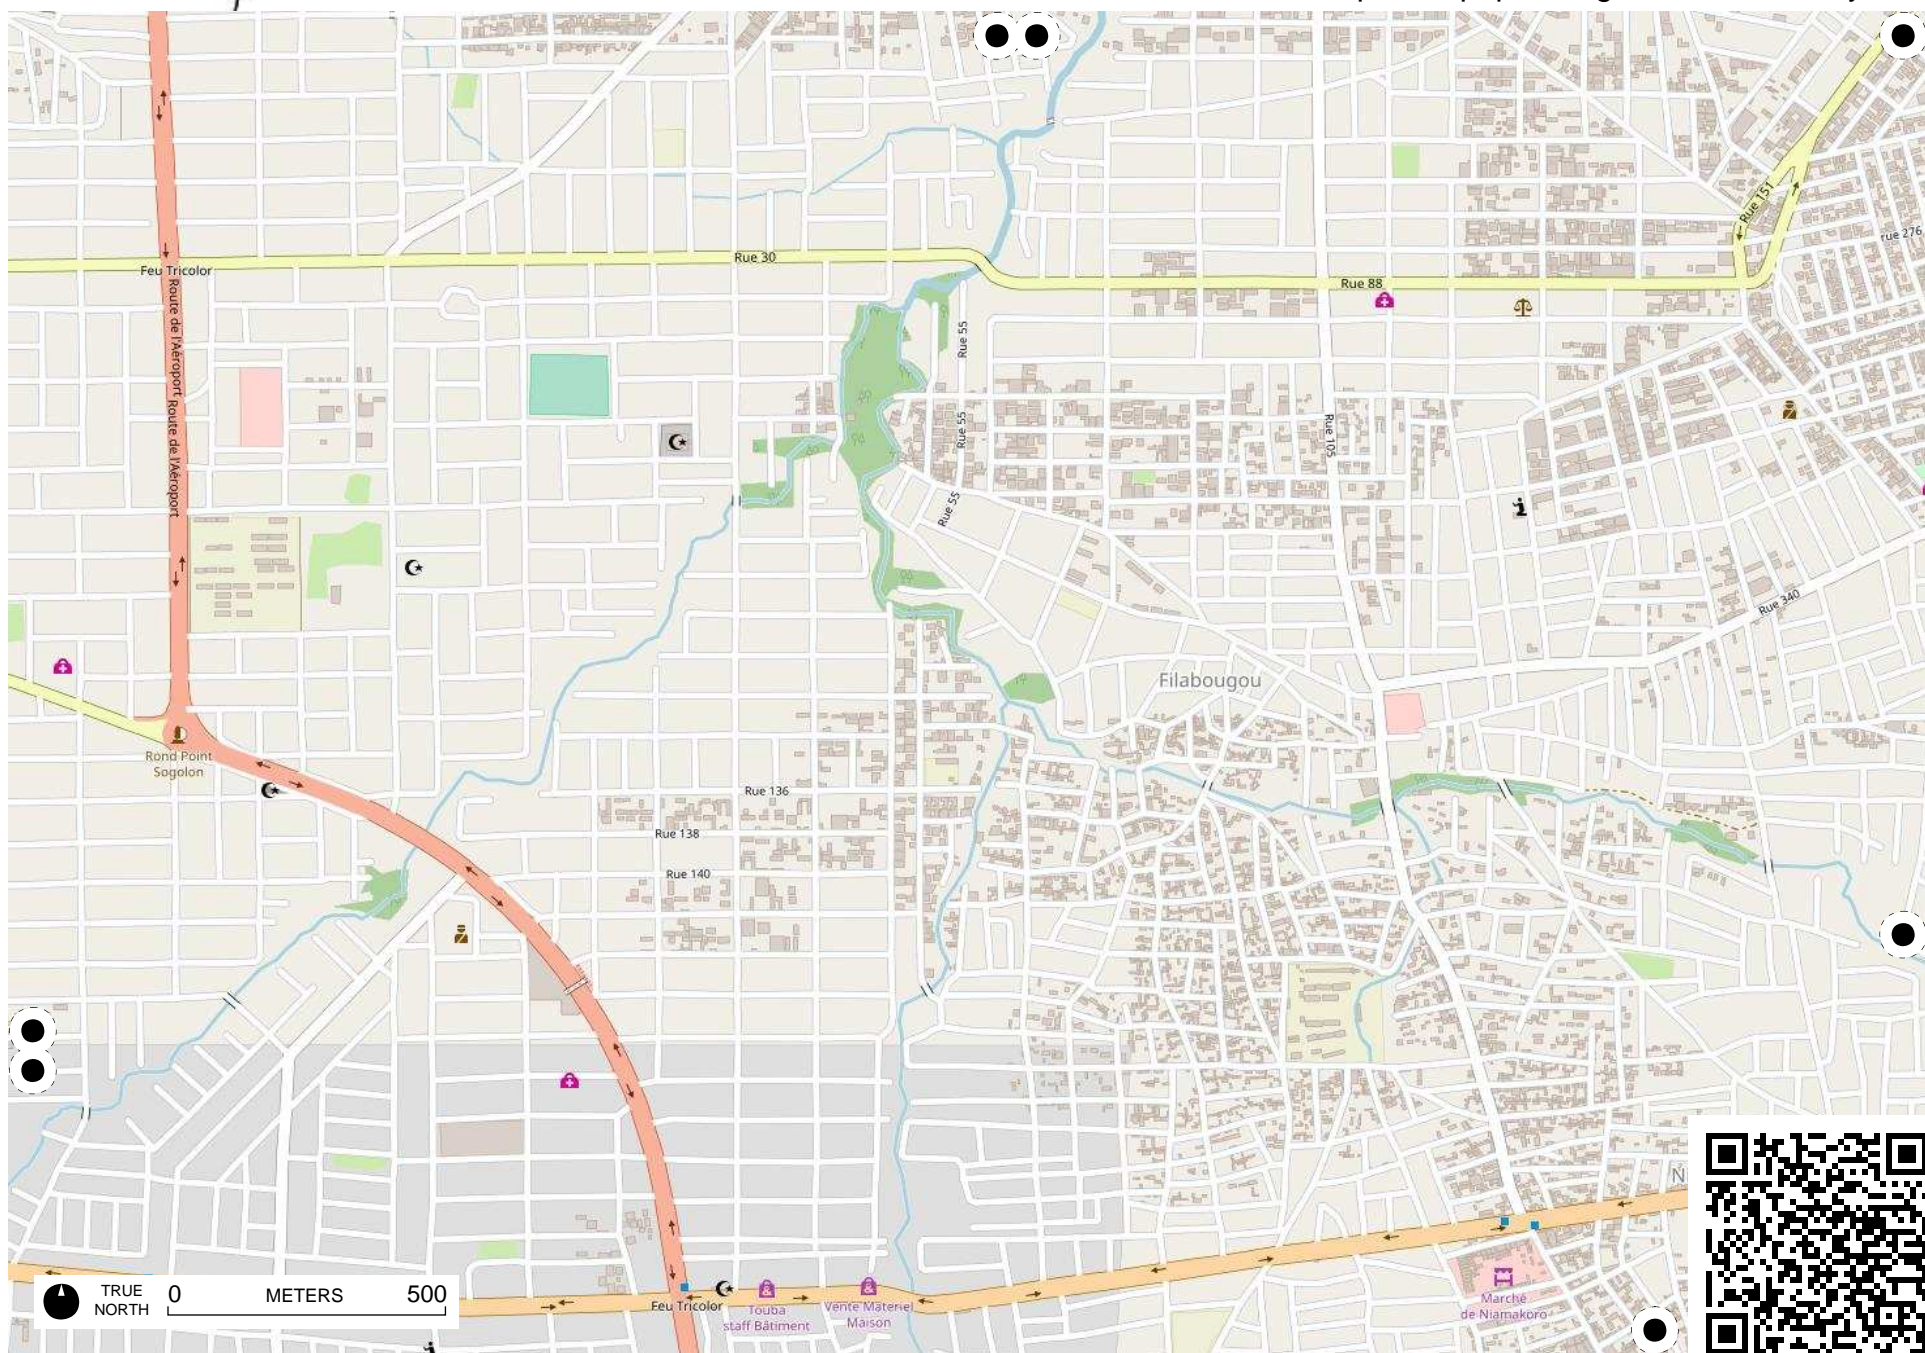 Rue 151
rue 276
Rue 30
Feu Tricolor
Rue 88
Route de l'Aéroport
Route de l'Aéroport
Rue 55
Rue 55
Rue 55
Rue 105
Rue 340
Filabougou
Rond Point
Sogolon
Rue 136
Rue 138
Rue 140
N
TRUE
NORTH
0 METERS 500
Feu Tricolor
Touba
staff Bâtiment
Vente Materiel
Maison
Marché
de Niamakoro